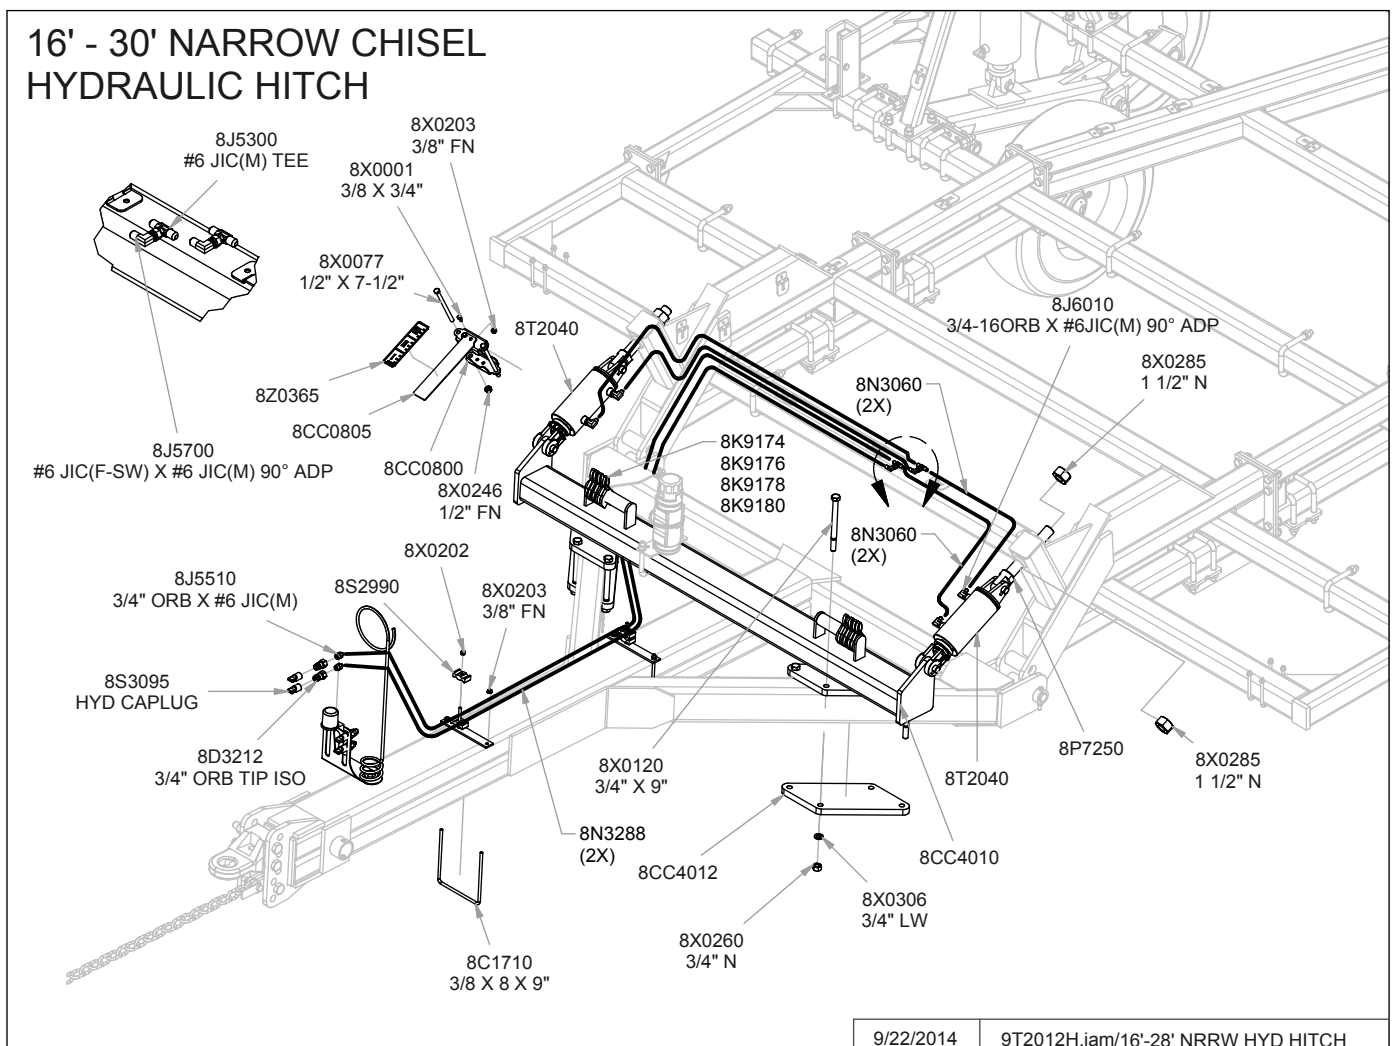 16' - 30' NARROW CHISEL
HYDRAULIC HITCH
8J5300
#6 JIC(M) TEE
8X0203
3/8" FN
8X0001
3/8 X 3/4"
8X0077
1/2" X 7-1/2"
8T2040
8J6010
3/4-16ORB X #6JIC(M) 90° ADP
8X0285
1 1/2" N
8Z0365
8N3060
(2X)
8CC0805
8J5700
#6 JIC(F-SW) X #6 JIC(M) 90° ADP
8CC0800
8X0246
1/2" FN
8K9174
8K9176
8K9178
8K9180
8N3060
(2X)
8X0202
8J5510
3/4" ORB X #6 JIC(M)
8S2990
8X0203
3/8" FN
8S3095
HYD CAPLUG
8D3212
3/4" ORB TIP ISO
8X0120
3/4" X 9"
8T2040
8P7250
8X0285
1 1/2" N
8N3288
(2X)
8CC4012
8CC4010
8X0306
3/4" LW
8X0260
3/4" N
8C1710
3/8 X 8 X 9"
9/22/2014
9T2012H.iam/16'-28' NRRW HYD HITCH